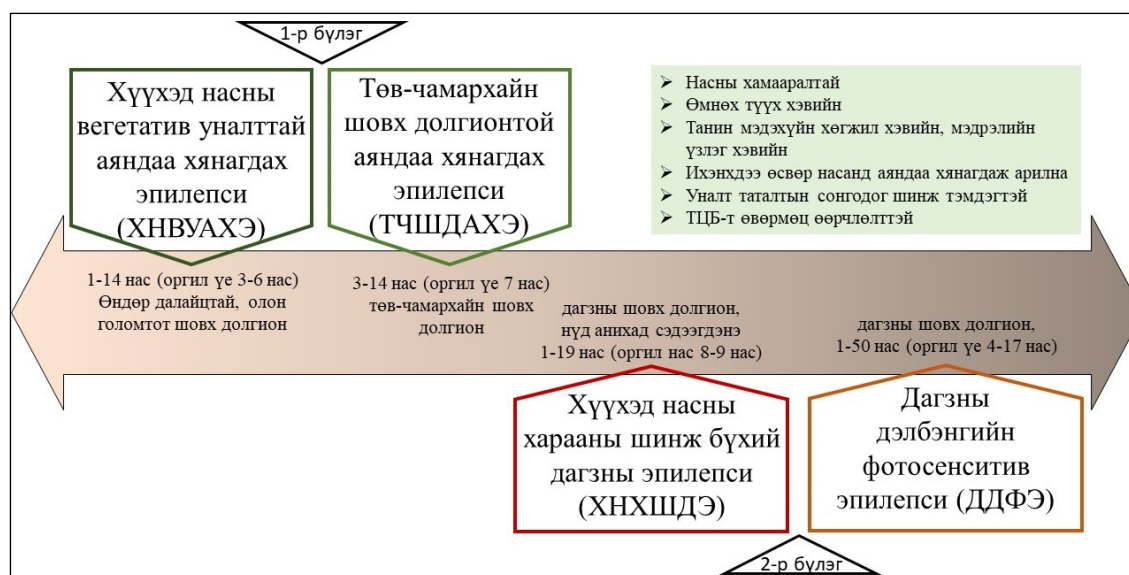 1-р бүлэг
Хүүхэд насны
вегетатив уналттай
аяндаа хянагдах
эпилепси
(ХНВУАХЭ)
Төв-чамархайн
шовх долгионтой
аяндаа хянагдах
эпилепси
(ТЧШДАХЭ)
Насны хамааралтай
Өмнөх түүх хэвийн
Танин мэдэхүйн хөгжил хэвийн, мэдрэлийн
үзлэг хэвийн
Ихэнхдээ өсвөр насанд аяндаа хянагдаж арилна
Уналт таталтын сонгодог шинж тэмдэгтэй
ТЦБ-т өвөрмөц өөрчлөлттэй
1-14 нас (оргил үе 3-6 нас)
Өндөр далайцтай, олон
голомтот шовх долгион
3-14 нас (оргил үе 7 нас)
төв-чамархайн шовх
долгион
дагзны шовх долгион,
нүд анихад сэдээгдэнэ
1-19 нас (оргил нас 8-9 нас)
дагзны шовх долгион,
1-50 нас (оргил үе 4-17 нас)
Хүүхэд насны
харааны шинж бүхий
дагзны эпилепси
(ХНХШДЭ)
Дагзны
дэлбэнгийн
фотосенситив
эпилепси (ДДФЭ)
2-р бүлэг